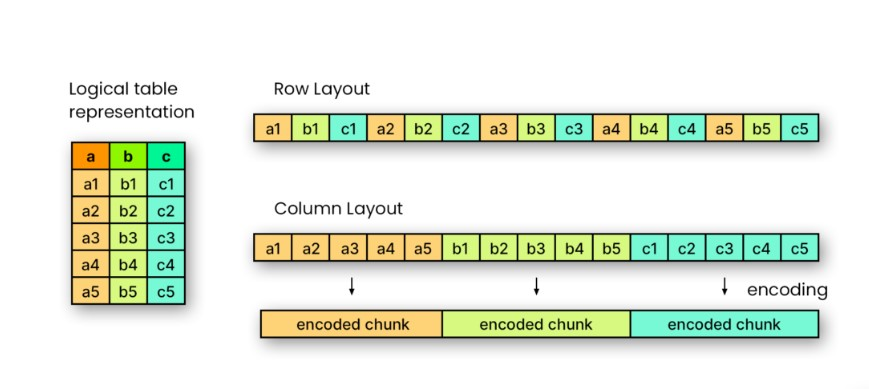 Logical table
representation
a b c
a1 b1 c1
a2 b2 c2
a3 b3 c3
a4 b4 c4
a5 b5 c5
Row Layout
a1 b1 c1 a2 b2 c2 a3 b3 c3 a4 b4 c4 a5 b5 c5
Column Layout
a1 a2 a3 a4 a5 b1 b2 b3 b4 b5 c1 c2 c3 c4 c5
encoding
encoded chunk encoded chunk encoded chunk